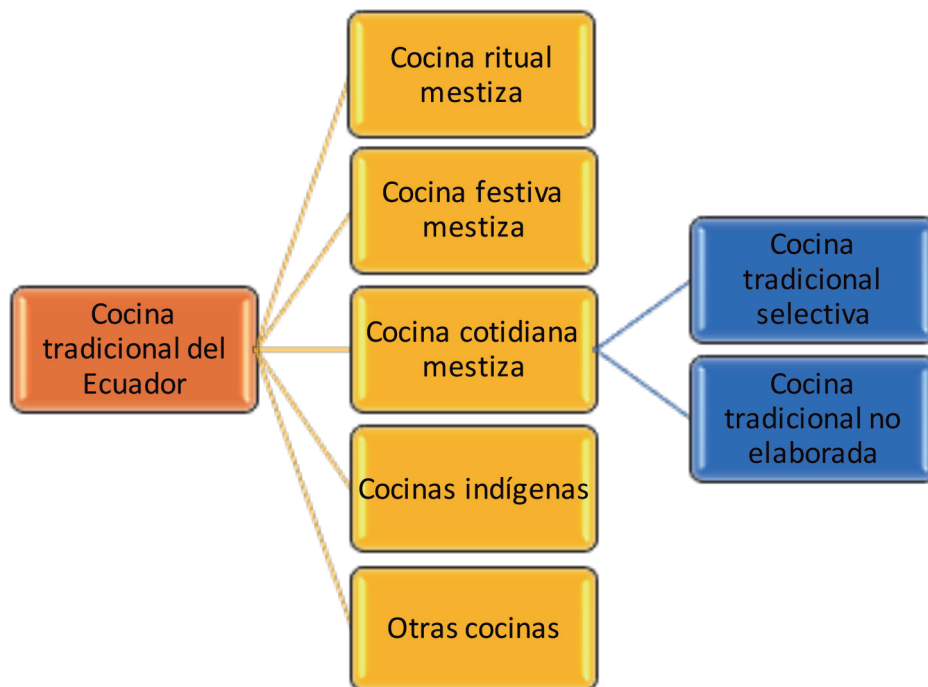 Cocina
tradicional del
Ecuador
Cocina ritual
mestiza
Cocina festiva
mestiza
Cocina cotidiana
mestiza
Cocinas indígenas
Otras cocinas
Cocina
tradicional
selectiva
Cocina
tradicional no
elaborada